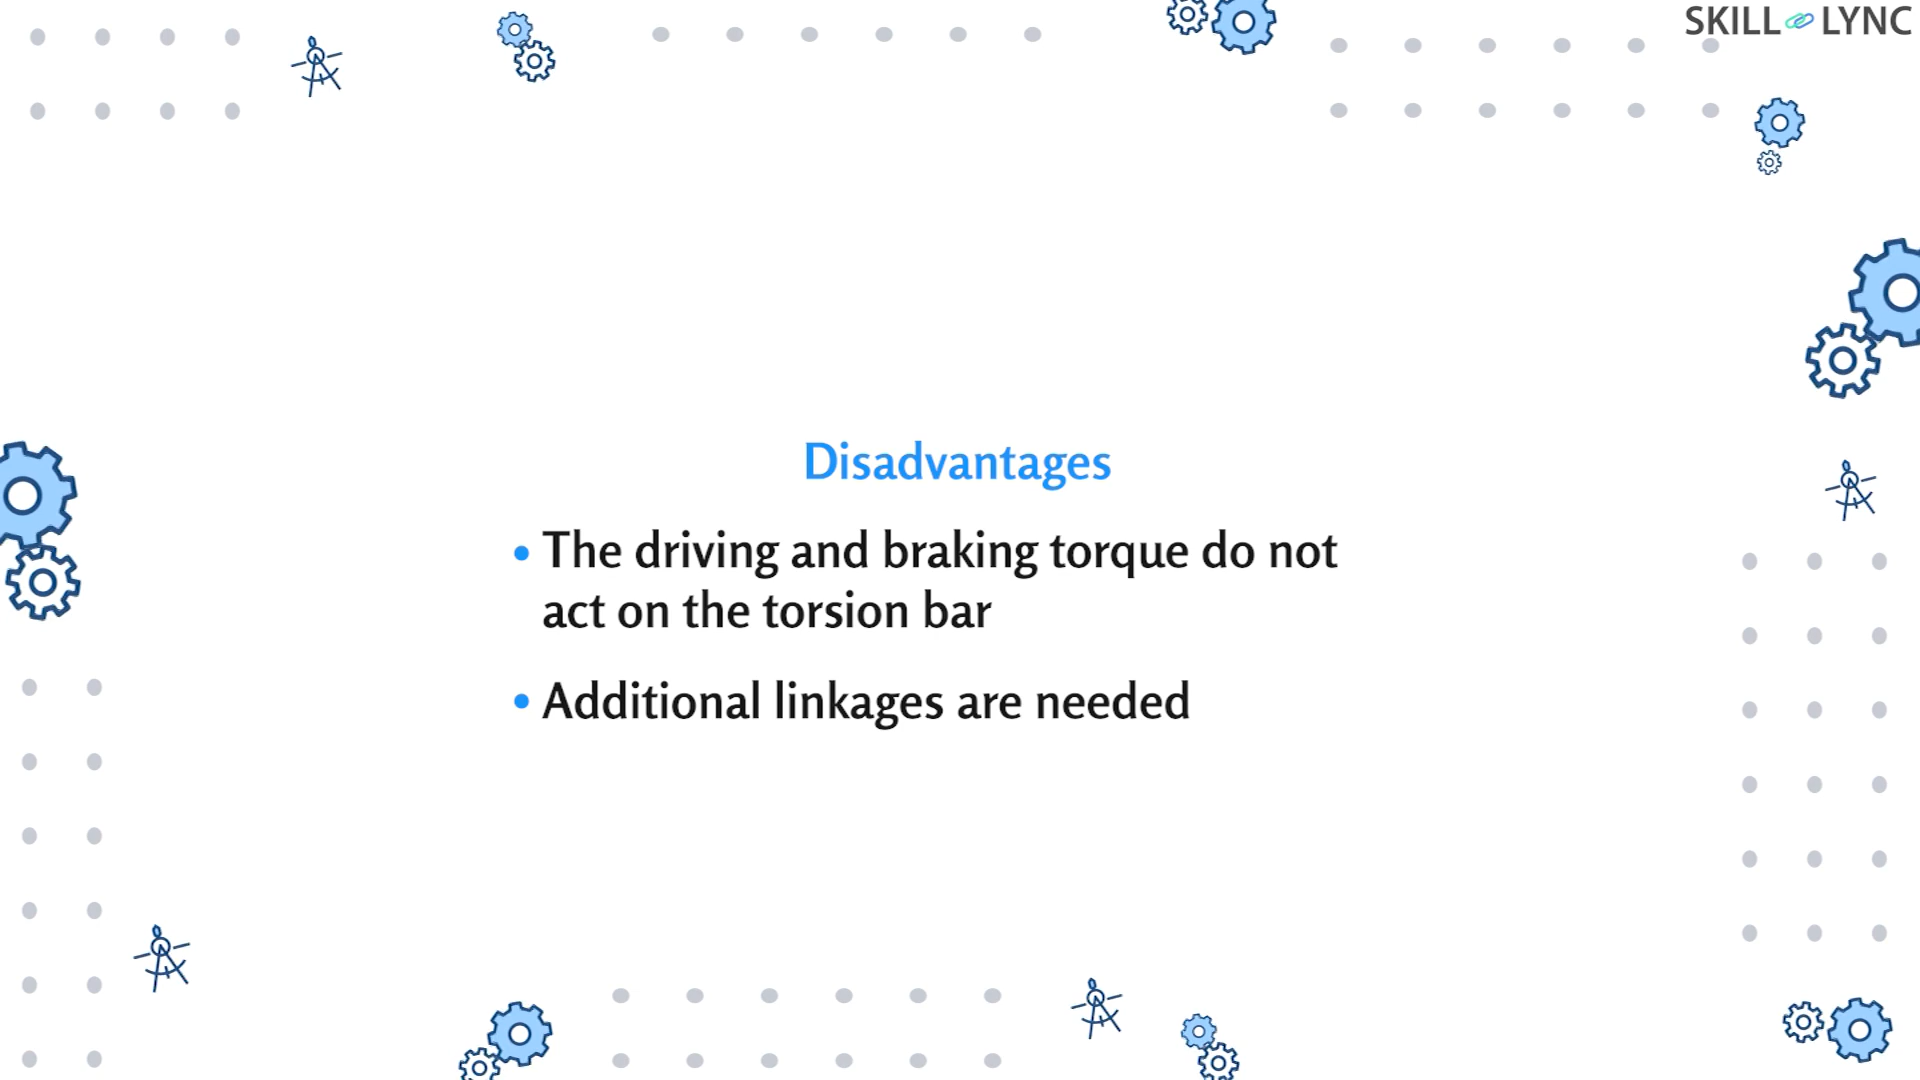 SKILL LYNC
Disadvantages
• The driving and braking torque do not
act on the torsion bar
• Additional linkages are needed